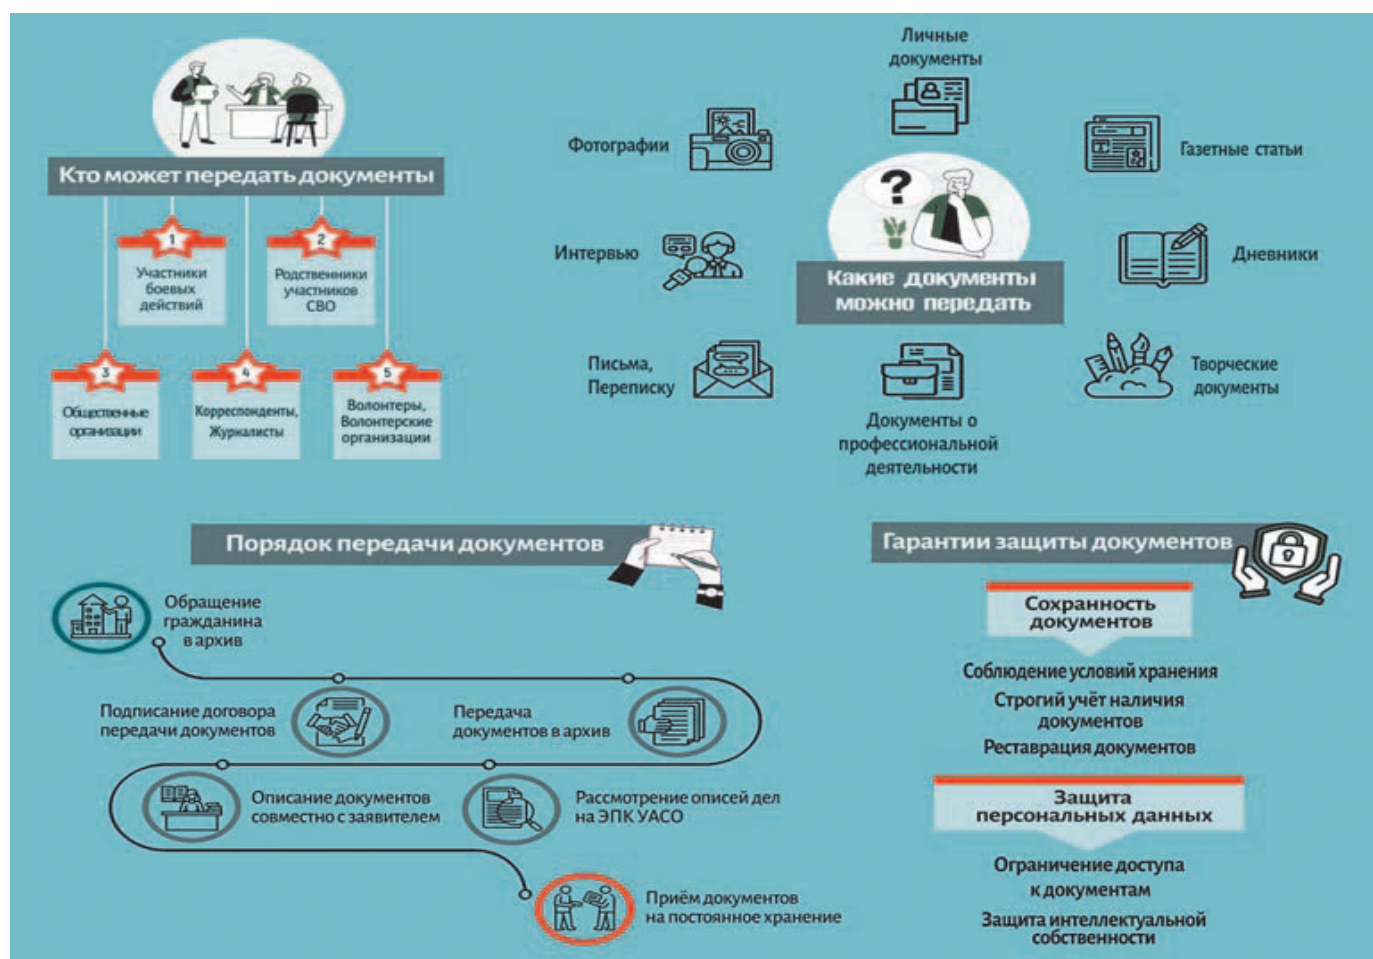 Кто может передать документы
1
Участники
боевых
действий
2
Родственники
участников
СВО
3
Общественные
организации
4
Корреспонденты,
Журналисты
5
Волонтеры,
Волонтерские
организации
Личные
документы
Фотографии
Газетные статьи
?
Интервью
Дневники
Какие документы
можно передать
Письма,
Переписку
Творческие
документы
Документы о
профессиональной
деятельности
Порядок передачи документов
Обращение
гражданина
в архив
Подписание договора
передачи документов
Передача
документов в архив
Описание документов
совместно с заявителем
Рассмотрение описей дел
на ЭПК УАСО
Приём документов
на постоянное хранение
Гарантии защиты документов
Сохранность
документов
Соблюдение условий хранения
Строгий учёт наличия
документов
Реставрация документов
Защита
персональных данных
Ограничение доступа
к документам
Защита интеллектуальной
собственности